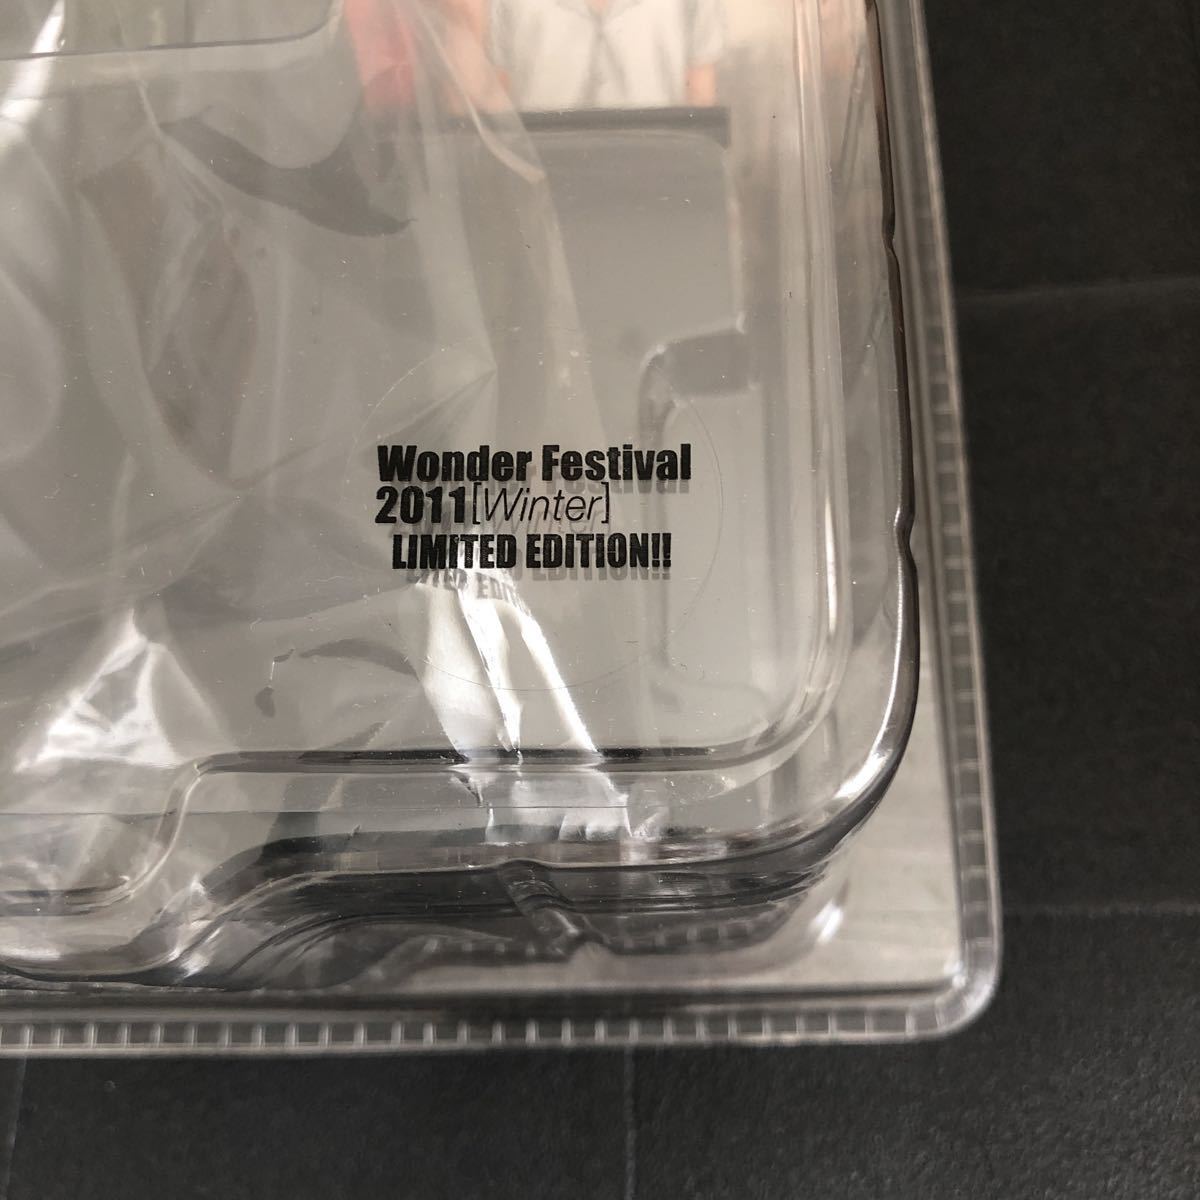 Wonder Festival
2011[Winter]
LIMITED EDITION!!